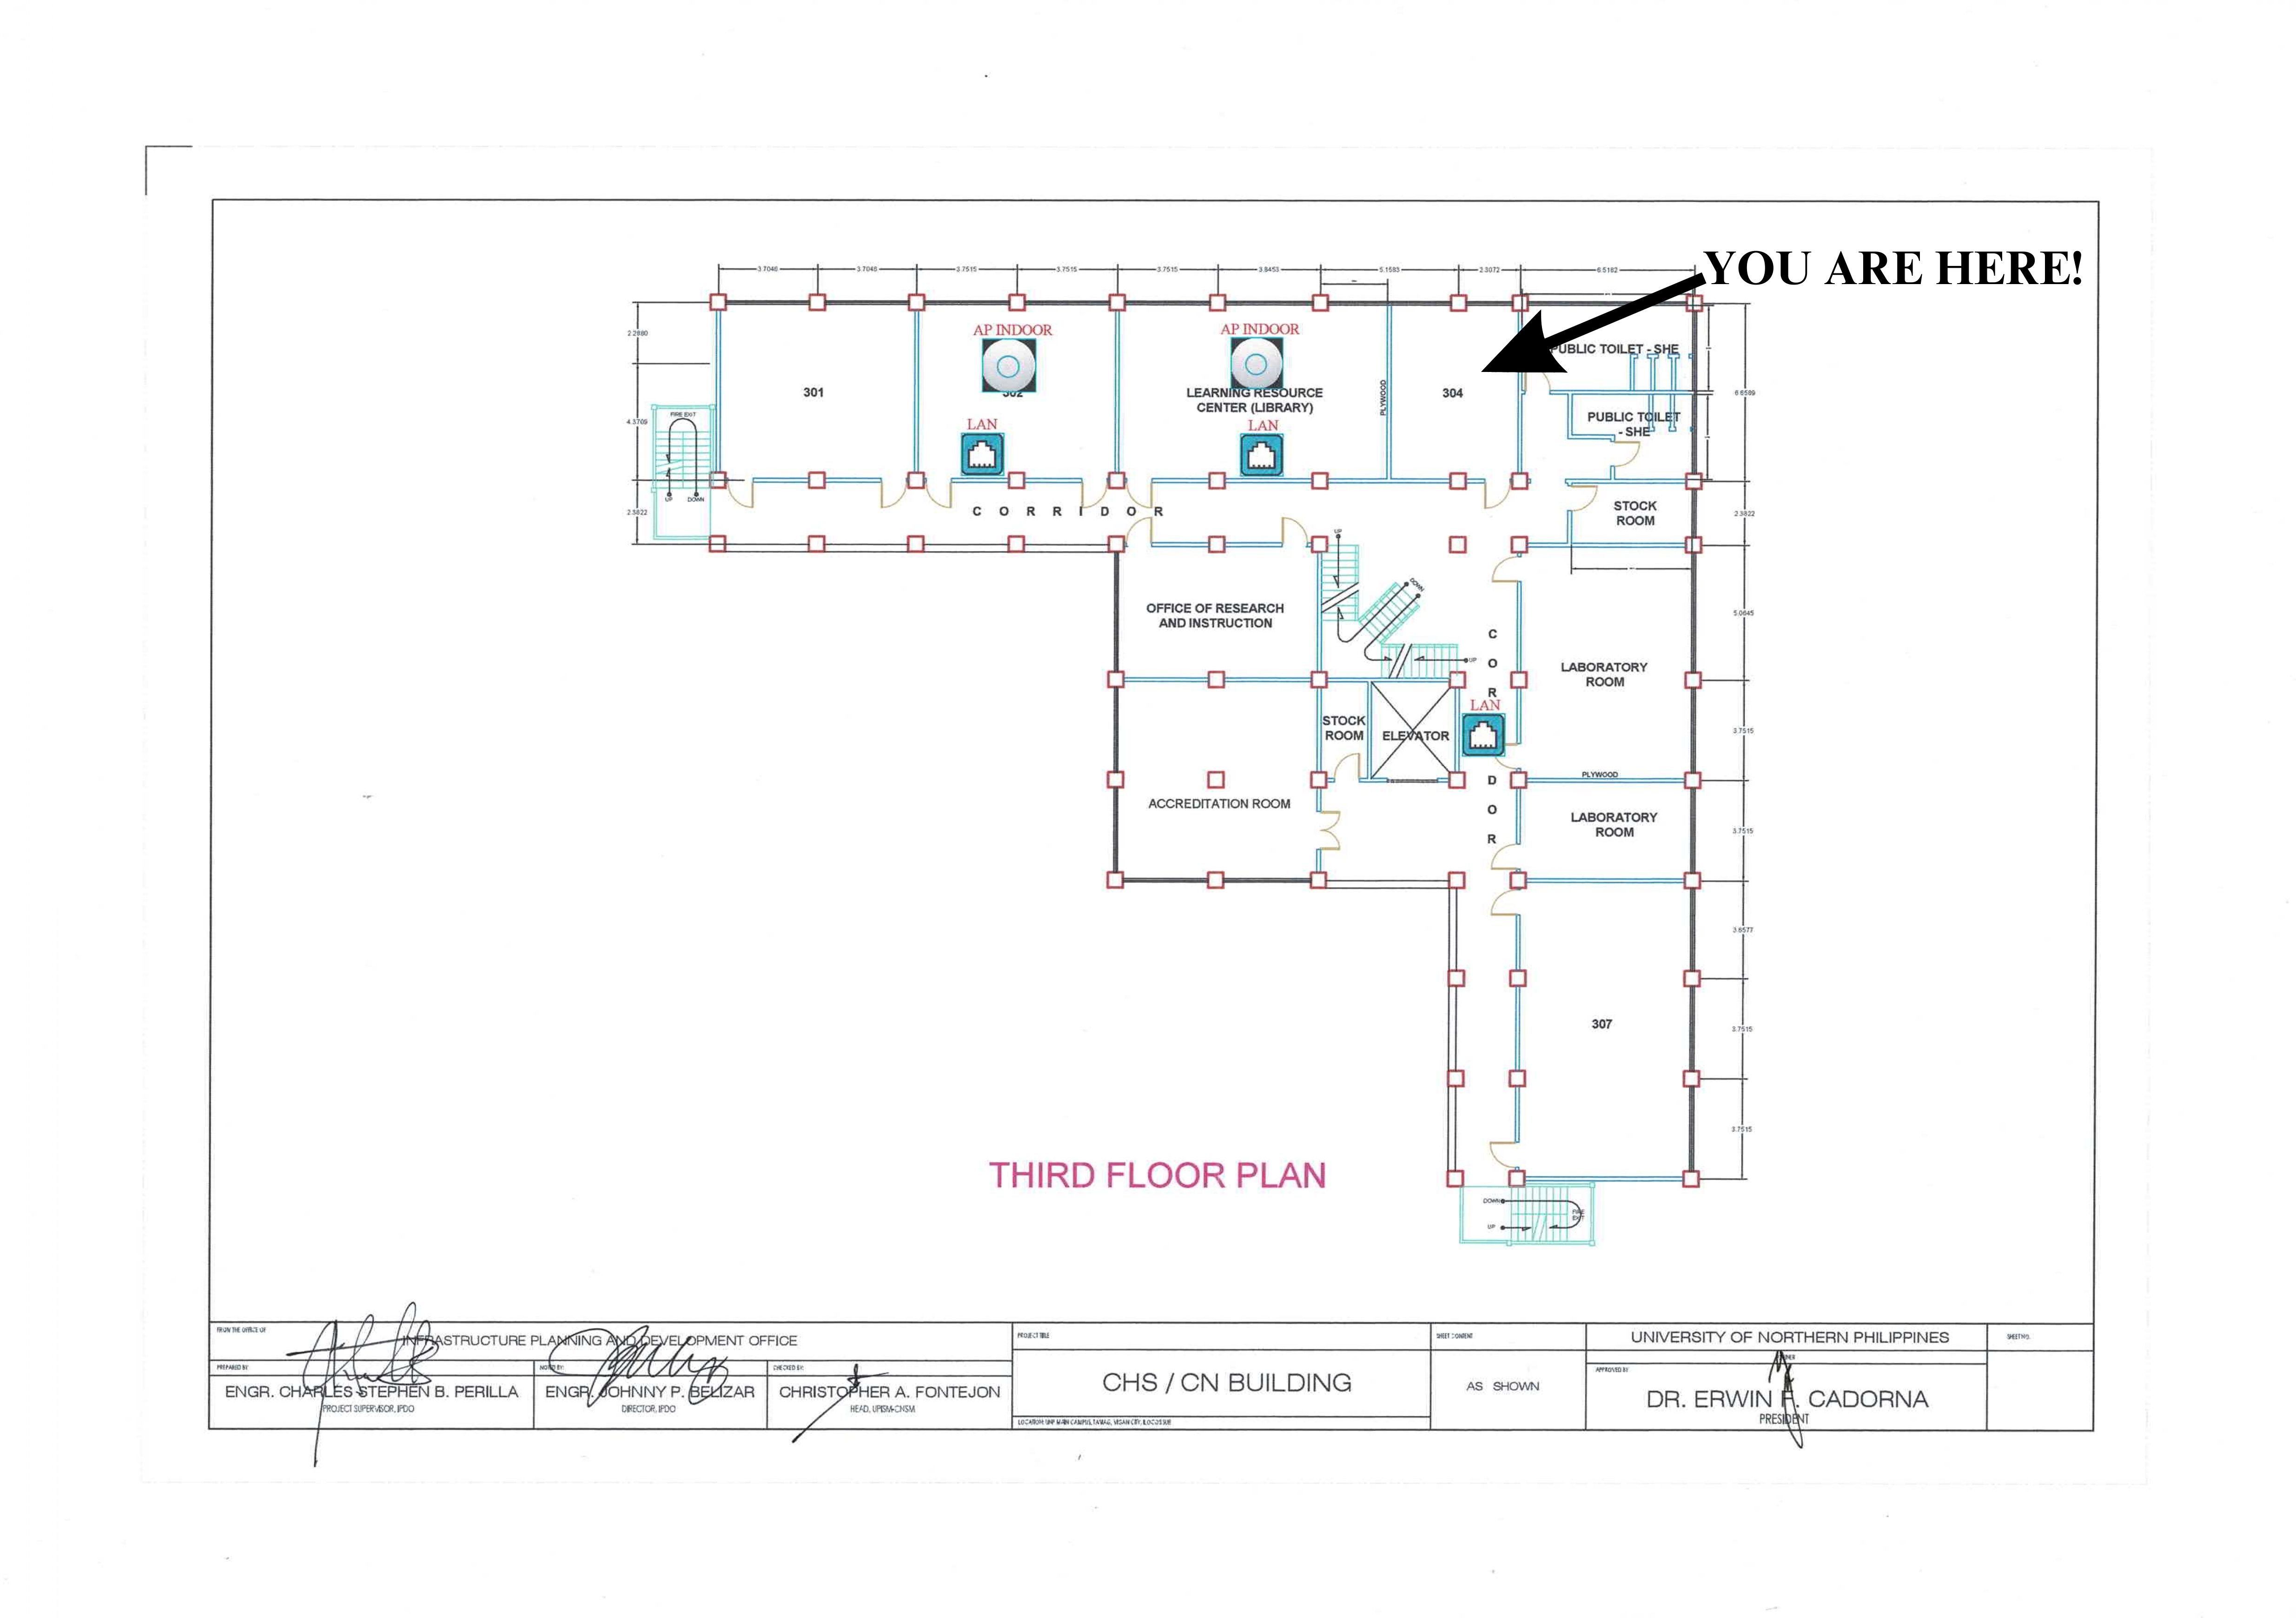 YOU ARE HERE!
3.7046
3.7046
3.7515
3.7515
3.7515
3.8453
5.1583
2.3072
6.5182
2.2880
4.3709
2.3822
AP INDOOR
AP INDOOR
301
302
LEARNING RESOURCE
CENTER (LIBRARY)
PLYWOOD
304
PUBLIC TOILET - SHE
PUBLIC TOILET
- SHE
LAN
LAN
FIRE EXIT
UP
DOWN
CORRIDOR
STOCK
ROOM
6.6589
2.3822
5.0645
3.7515
3.7515
3.6577
3.7515
3.7515
UP
DOWN
UP
OFFICE OF RESEARCH
AND INSTRUCTION
CORRDOR
LAN
LABORATORY
ROOM
STOCK
ROOM
ELEVATOR
PLYWOOD
ACCREDITATION ROOM
LABORATORY
ROOM
307
THIRD FLOOR PLAN
DOWN
UP
FIRE
EXIT
FROM THE OFFICE OF
INFRASTRUCTURE PLANNING AND DEVELOPMENT OFFICE
PREPARED BY:
ENGR. CHARLES STEPHEN B. PERILLA
PROJECT SUPERVISOR, IPDO
NOTED BY:
ENGR. JOHNNY P. BELIZAR
DIRECTOR, IPDO
CHECKED BY:
CHRISTOPHER A. FONTEJON
HEAD, UPISM-CNSM
PROJECT TITLE
CHS / CN BUILDING
LOCATION: UNP MAIN CAMPUS, TAMAG, VIGAN CITY, ILOCOS SUR
SHEET CONTENT
AS SHOWN
UNIVERSITY OF NORTHERN PHILIPPINES
OWNER
APPROVED BY
DR. ERWIN F. CADORNA
PRESIDENT
SHEET NO.